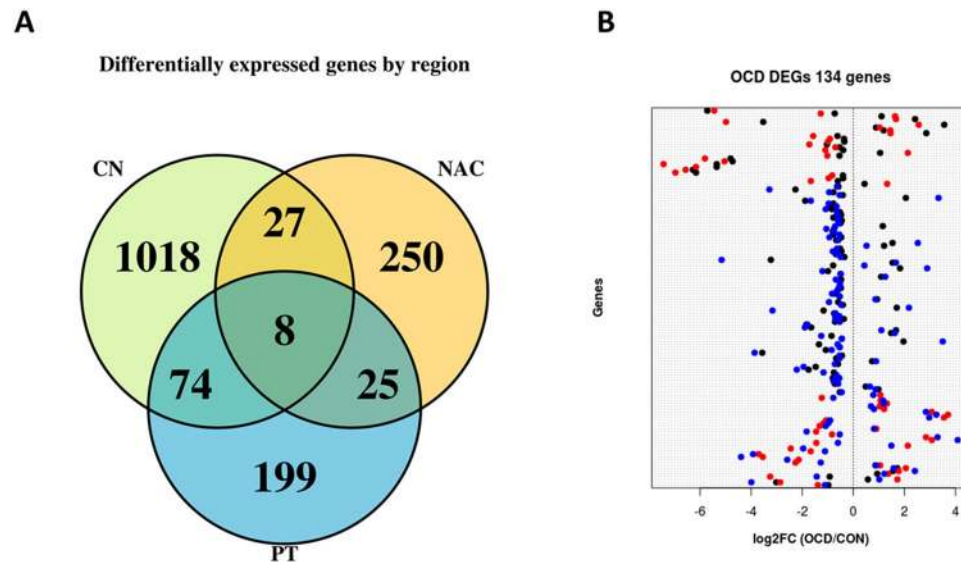 A
Differentially expressed genes by region
CN
NAC
27
1018
250
8
74
25
199
PT
B
OCD DEGs 134 genes
Genes
-6
-4
-2
0
2
4
log2FC (OCD/CON)